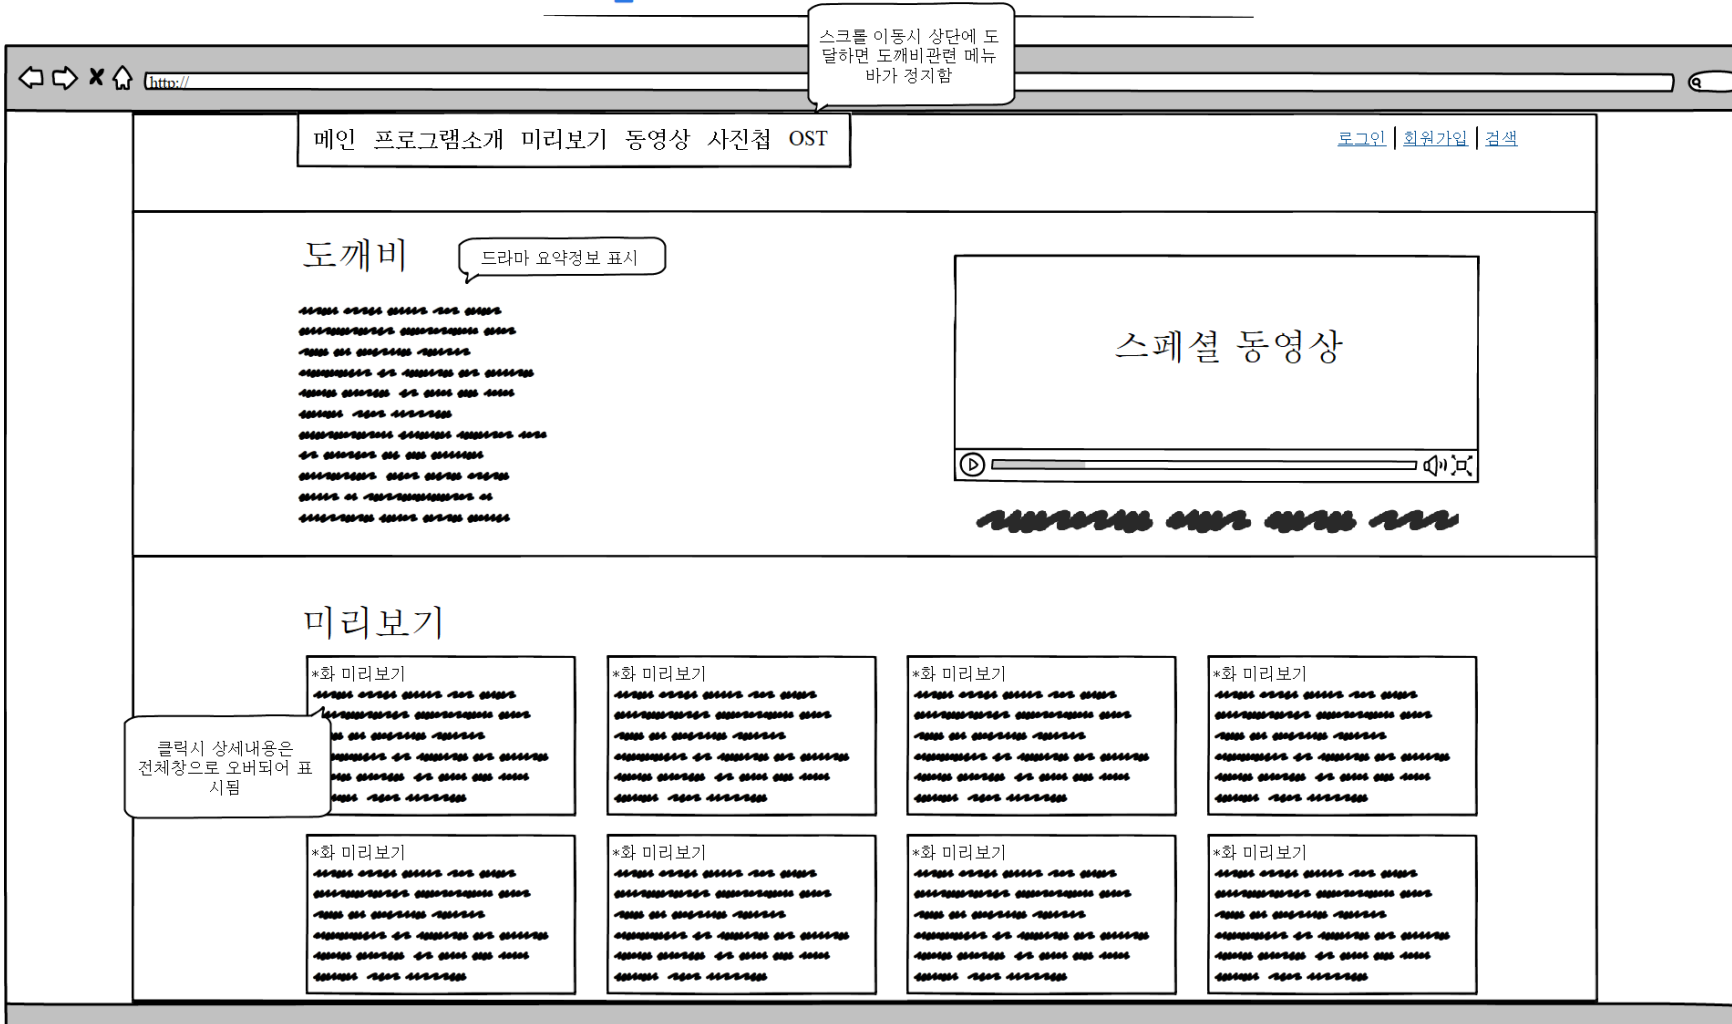 스크롤 이동시 상단에 도
달하면 도깨비관련 메뉴
바가 정지함
http://
메인 프로그램소개 미리보기 동영상 사진첩 OST
로그인 | 회원가입 | 검색
도깨비
드라마 요약정보 표시
스페셜 동영상
미리보기
*화 미리보기
*화 미리보기
*화 미리보기
*화 미리보기
클릭시 상세내용은
전체창으로 오버되어 표
시됨
*화 미리보기
*화 미리보기
*화 미리보기
*화 미리보기